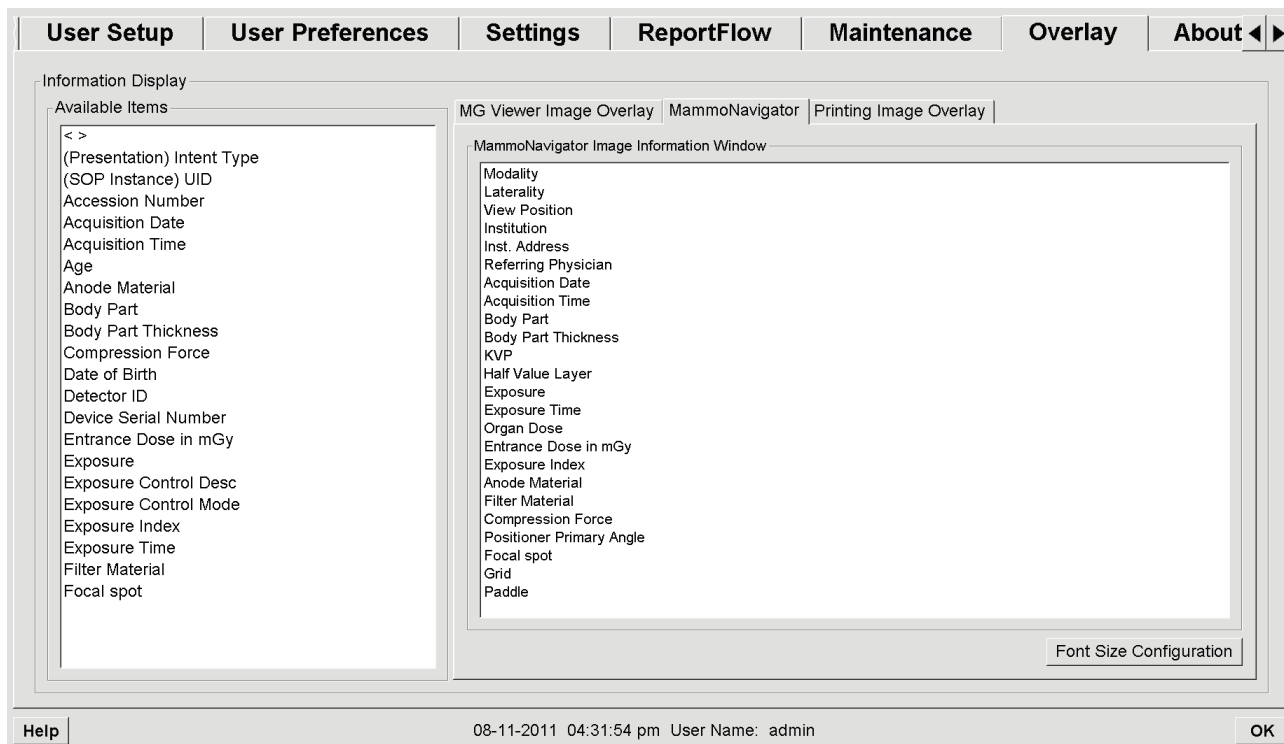 User Setup
User Preferences
Settings
ReportFlow
Maintenance
Overlay
About
Information Display
Available Items
< >
(Presentation) Intent Type
(SOP Instance) UID
Accession Number
Acquisition Date
Acquisition Time
Age
Anode Material
Body Part
Body Part Thickness
Compression Force
Date of Birth
Detector ID
Device Serial Number
Entrance Dose in mGy
Exposure
Exposure Control Desc
Exposure Control Mode
Exposure Index
Exposure Time
Filter Material
Focal spot
MG Viewer Image Overlay
MammoNavigator
Printing Image Overlay
MammoNavigator Image Information Window
Modality
Laterality
View Position
Institution
Inst. Address
Referring Physician
Acquisition Date
Acquisition Time
Body Part
Body Part Thickness
KVP
Half Value Layer
Exposure
Exposure Time
Organ Dose
Entrance Dose in mGy
Exposure Index
Anode Material
Filter Material
Compression Force
Positioner Primary Angle
Focal spot
Grid
Paddle
Font Size Configuration
Help
08-11-2011 04:31:54 pm User Name: admin
OK